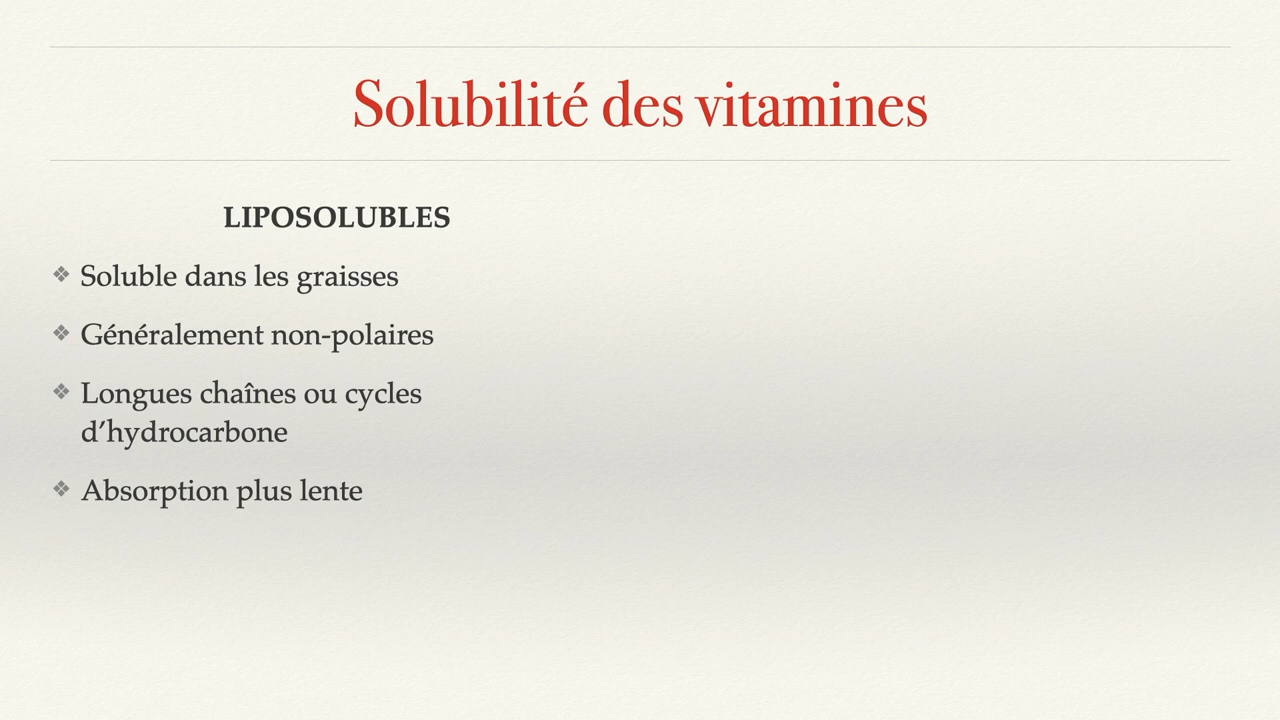 Solubilité des vitamines
LIPOSOLUBLES
❖ Soluble dans les graisses
❖ Généralement non-polaires
❖ Longues chaînes ou cycles
d’hydrocarbone
❖ Absorption plus lente